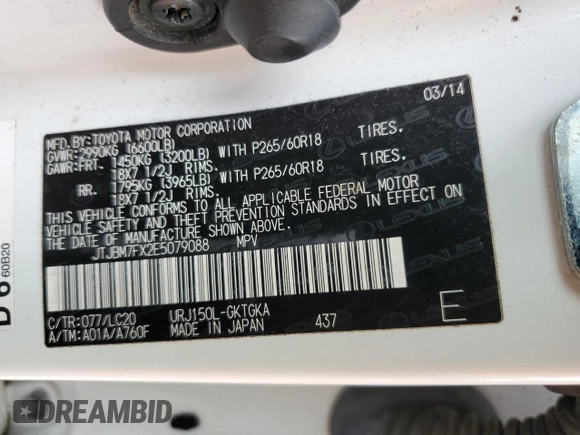 03/14
MFD.BY:TOYOTA MOTOR CORPORATION
GVWR:2990KG (6600LB)
GAWR:FRT- 1450KG (3200LB) WITH P265/60R18 TIRES.
18X7 1/2J RIMS.
RR. 1795KG (3965LB) WITH P265/60R18 TIRES.
18X7 1/2J RIMS.
THIS VEHICLE CONFORMS TO ALL APPLICABLE FEDERAL MOTOR
VEHICLE SAFETY AND THEFT PREVENTION STANDARDS IN EFFECT ON
THE DATE OF MANUFACTURE SHOWN ABOVE.
JTJBM7FX2E5079088 MPV
C/TR:077/LC20 URJ150L-GKTGKA
A/TM:A01A/A760F MADE IN JAPAN 437 E
D 6
60B20
LEXUS
DREAMBID